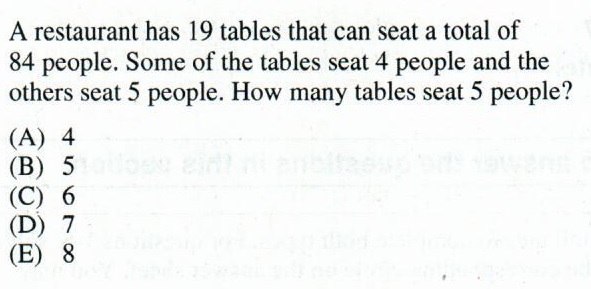 A restaurant has 19 tables that can seat a total of
84 people. Some of the tables seat 4 people and the
others seat 5 people. How many tables seat 5 people?
(A) 4
(B) 5
(C) 6
(D) 7
(E) 8